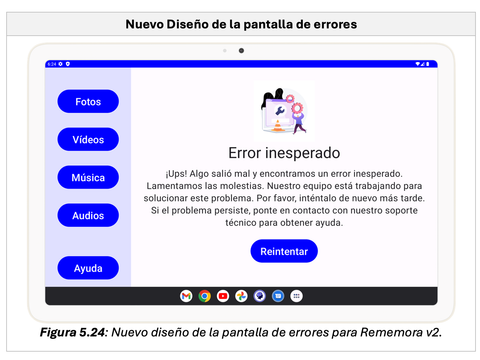 Nuevo Diseño de la pantalla de errores
6:24
Fotos
Vídeos
Música
Audios
Ayuda
Error inesperado
¡Ups! Algo salió mal y encontramos un error inesperado.
Lamentamos las molestias. Nuestro equipo está trabajando para
solucionar este problema. Por favor, inténtalo de nuevo más tarde.
Si el problema persiste, ponte en contacto con nuestro soporte
técnico para obtener ayuda.
Reintentar
Figura 5.24: Nuevo diseño de la pantalla de errores para Rememora v2.